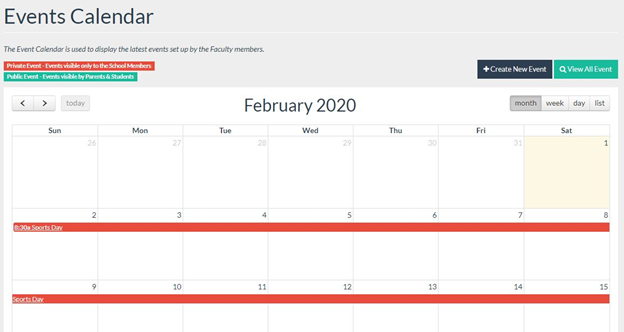 Events Calendar
The Event Calendar is used to display the latest events set up by the Faculty members.
Private Event - Events visible only to the School Members
Public Event - Events visible by Parents & Students
Create New Event View All Event
today February 2020 month week day list
Sun Mon Tue Wed Thu Fri Sat
26 27 28 29 30 31 1
2 3 4 5 6 7 8
8:30a Sports Day
9 10 11 12 13 14 15
Sports Day